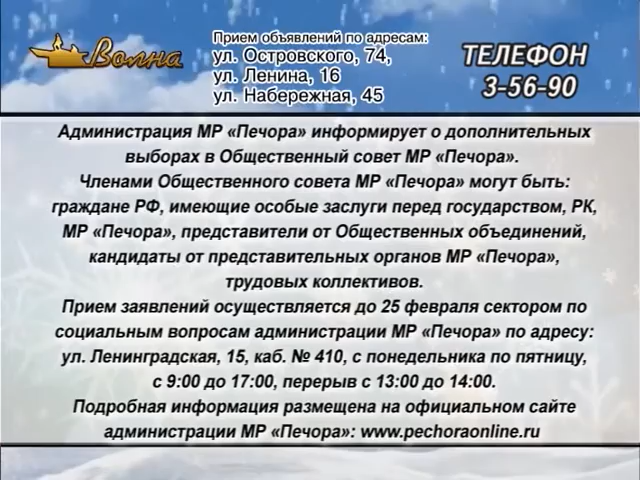 Волна
Прием объявлений по адресам:
ул. Островского, 74,
ул. Ленина, 16
ул. Набережная, 45
ТЕЛЕФОН
3-56-90
Администрация МР «Печора» информирует о дополнительных
выборах в Общественный совет МР «Печора».
Членами Общественного совета МР «Печора» могут быть:
граждане РФ, имеющие особые заслуги перед государством, РК,
МР «Печора», представители от Общественных объединений,
кандидаты от представительных органов МР «Печора»,
трудовых коллективов.
Прием заявлений осуществляется до 25 февраля сектором по
социальным вопросам администрации МР «Печора» по адресу:
ул. Ленинградская, 15, каб. № 410, с понедельника по пятницу,
с 9:00 до 17:00, перерыв с 13:00 до 14:00.
Подробная информация размещена на официальном сайте
администрации МР «Печора»: www.pechoraonline.ru